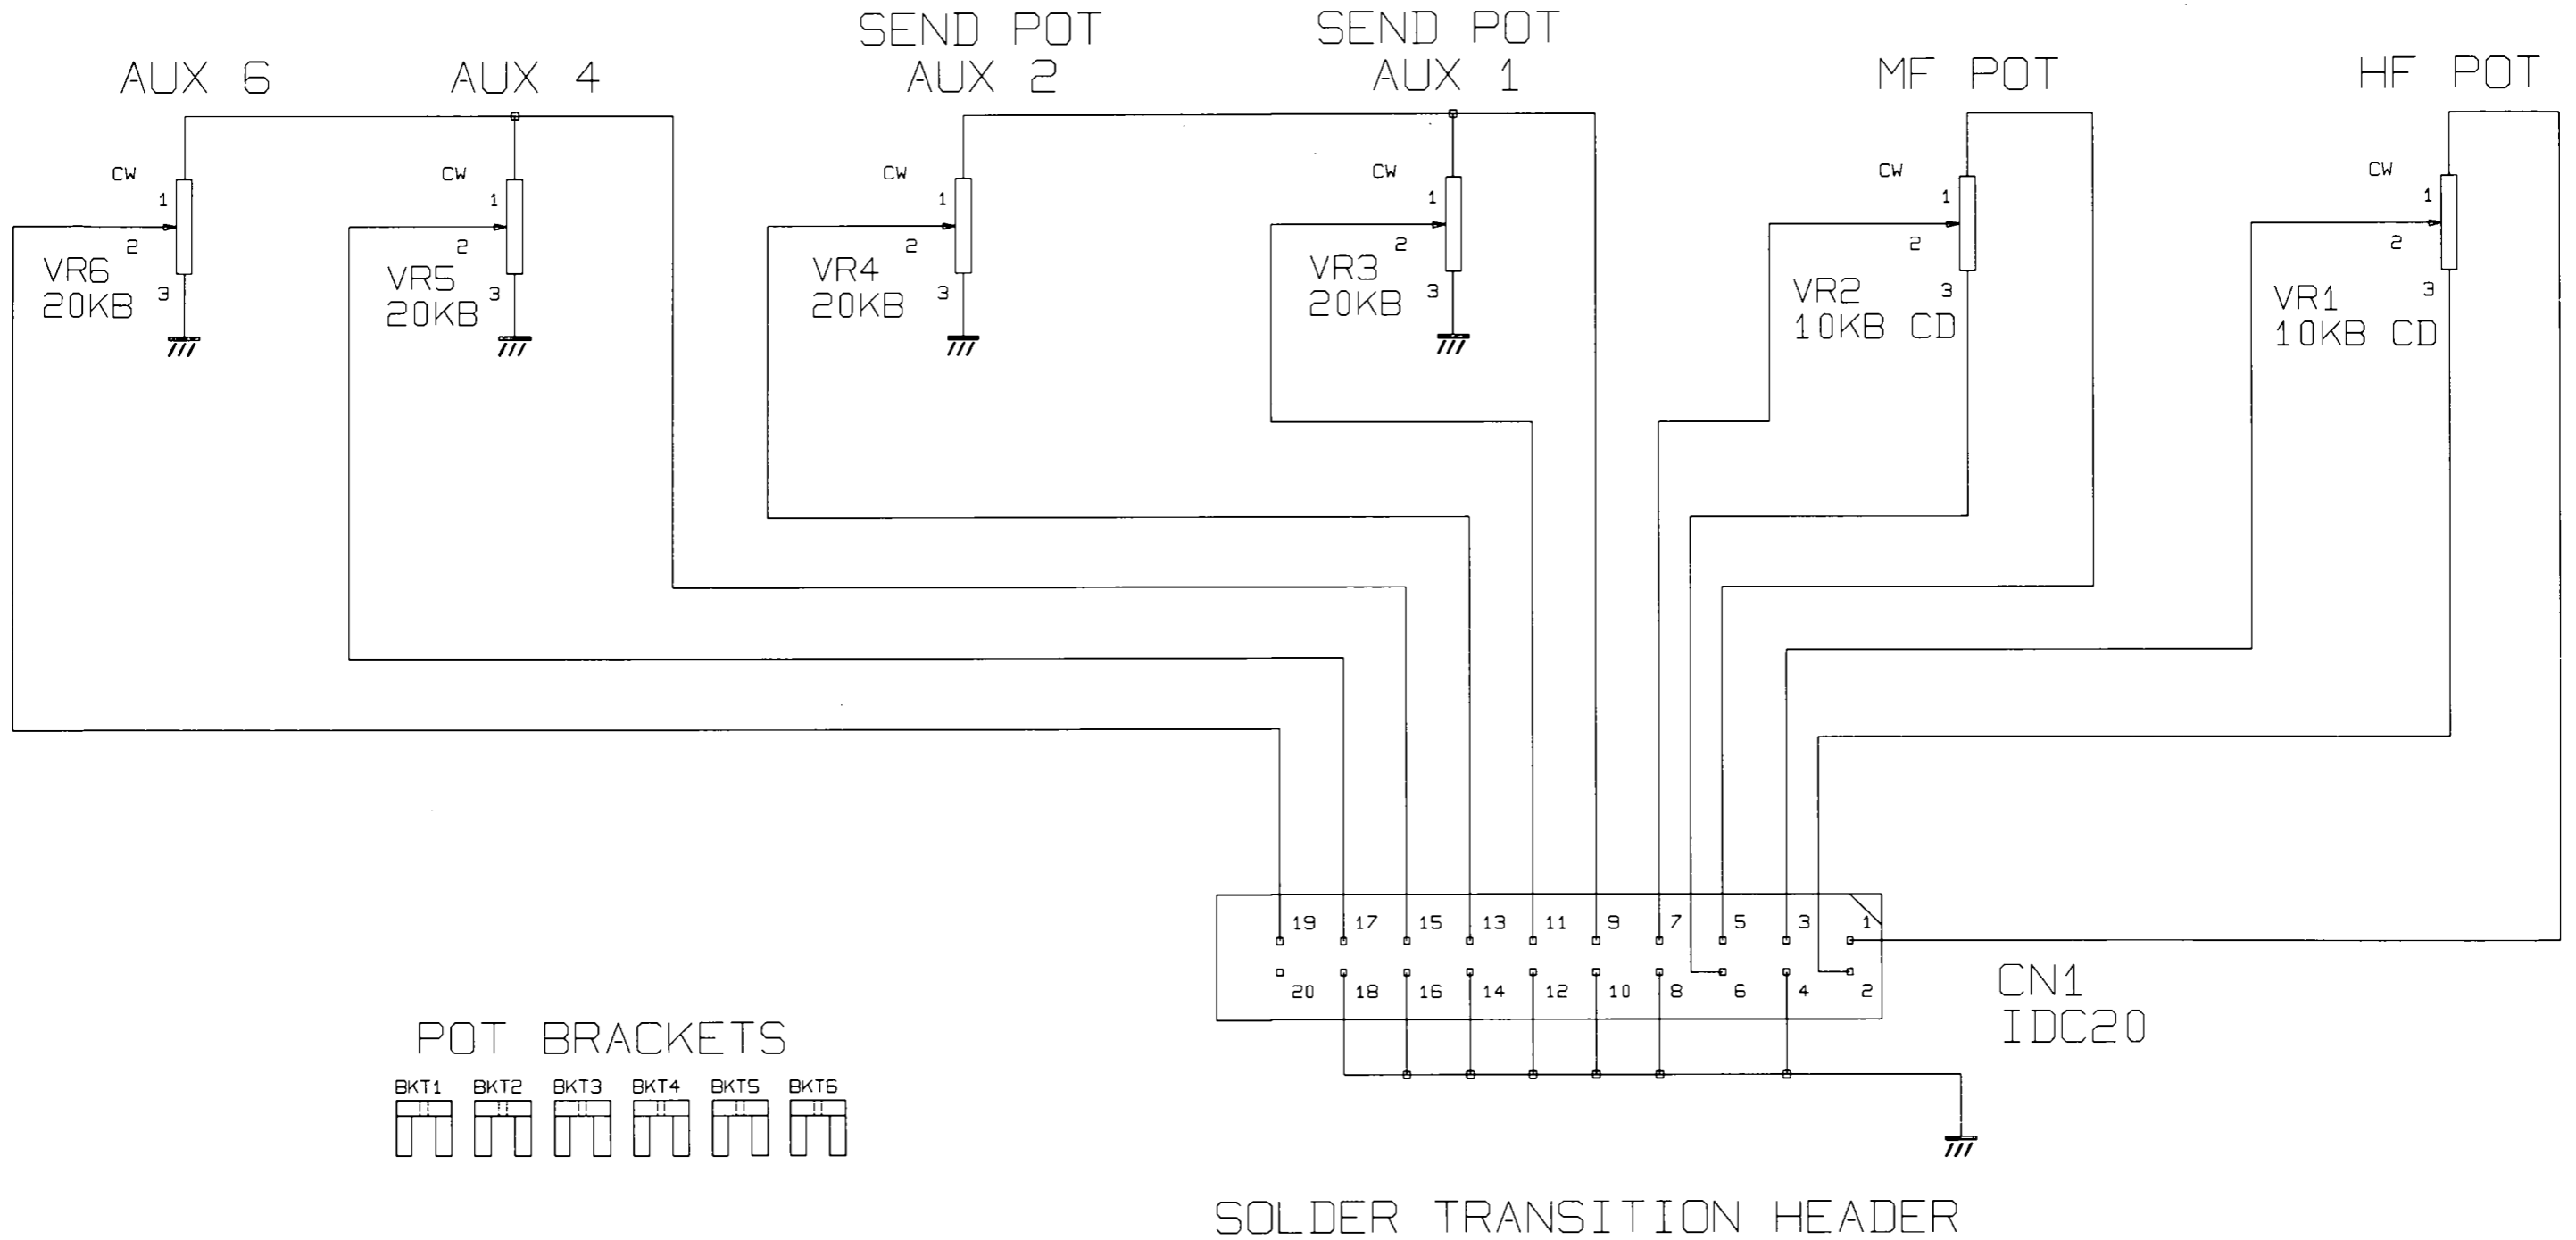 SEND POT
SEND POT
AUX 6
AUX 4
AUX 2
AUX 1
MF POT
HF POT
CW
CW
CW
CW
CW
CW
1
1
1
1
1
1
2
2
2
2
2
2
VR6
20KB
3
VR5
20KB
3
VR4
20KB
3
VR3
20KB
3
VR2
10KB CD
3
VR1
10KB CD
3
19 17 15 13 11 9 7 5 3 1
20 18 16 14 12 10 8 6 4 2
CN1
IDC20
POT BRACKETS
BKT1 BKT2 BKT3 BKT4 BKT5 BKT6
SOLDER TRANSITION HEADER